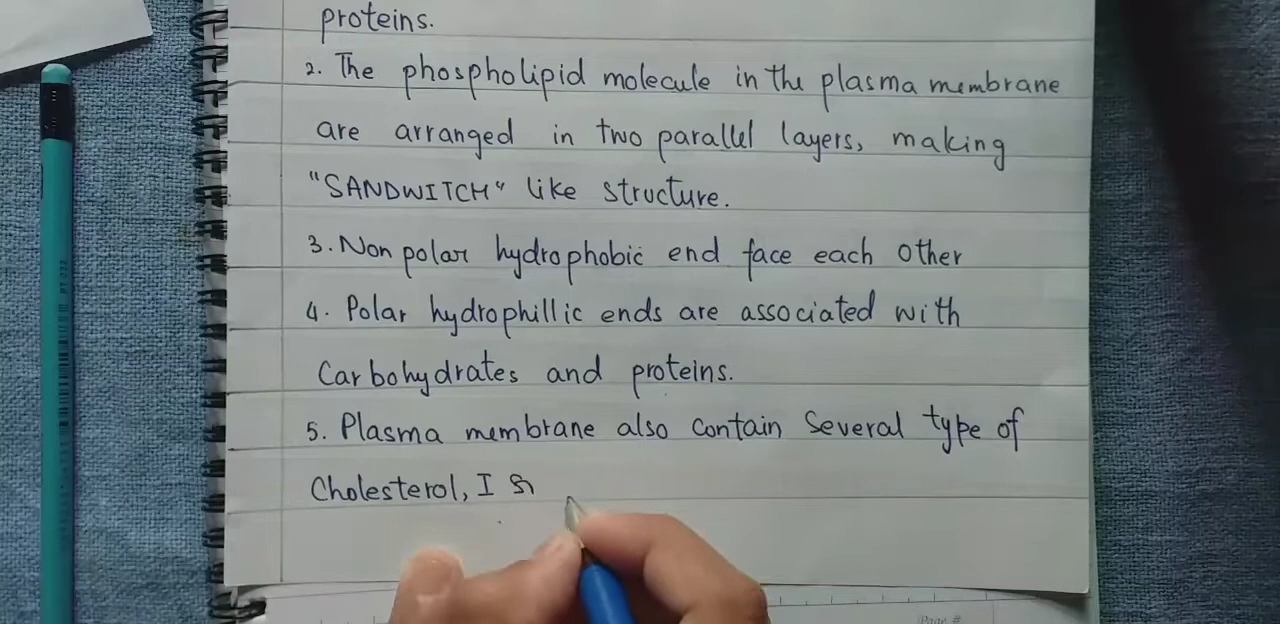 proteins.
2. The phospholipid molecule in the plasma membrane
are arranged in two parallel layers, making
"SANDWITCH" like structure.
3. Non polar hydrophobic end face each other
4. Polar hydrophillic ends are associated with
Carbohydrates and proteins.
5. Plasma membrane also contain Several type of
Cholesterol, I
Page #